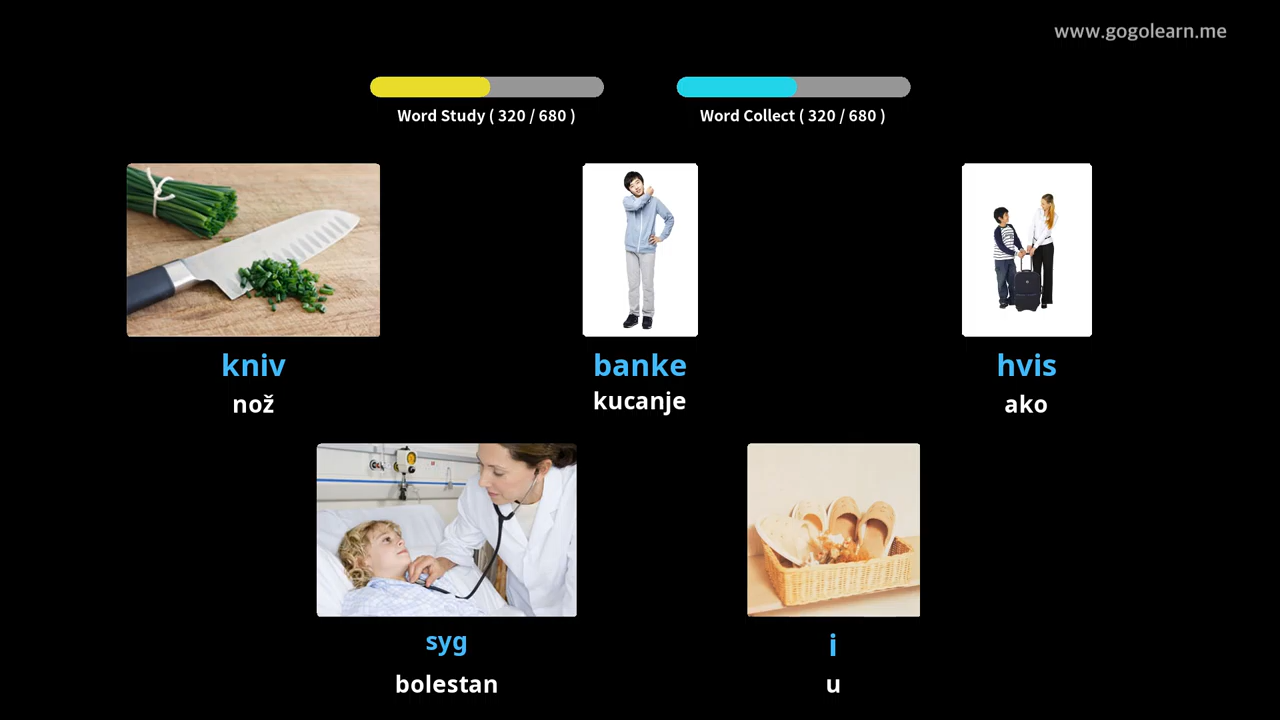 www.gogolearn.me
Word Study ( 320 / 680 )
Word Collect ( 320 / 680 )
kniv
nož
banke
kucanje
hvis
ako
syg
bolestan
i
u